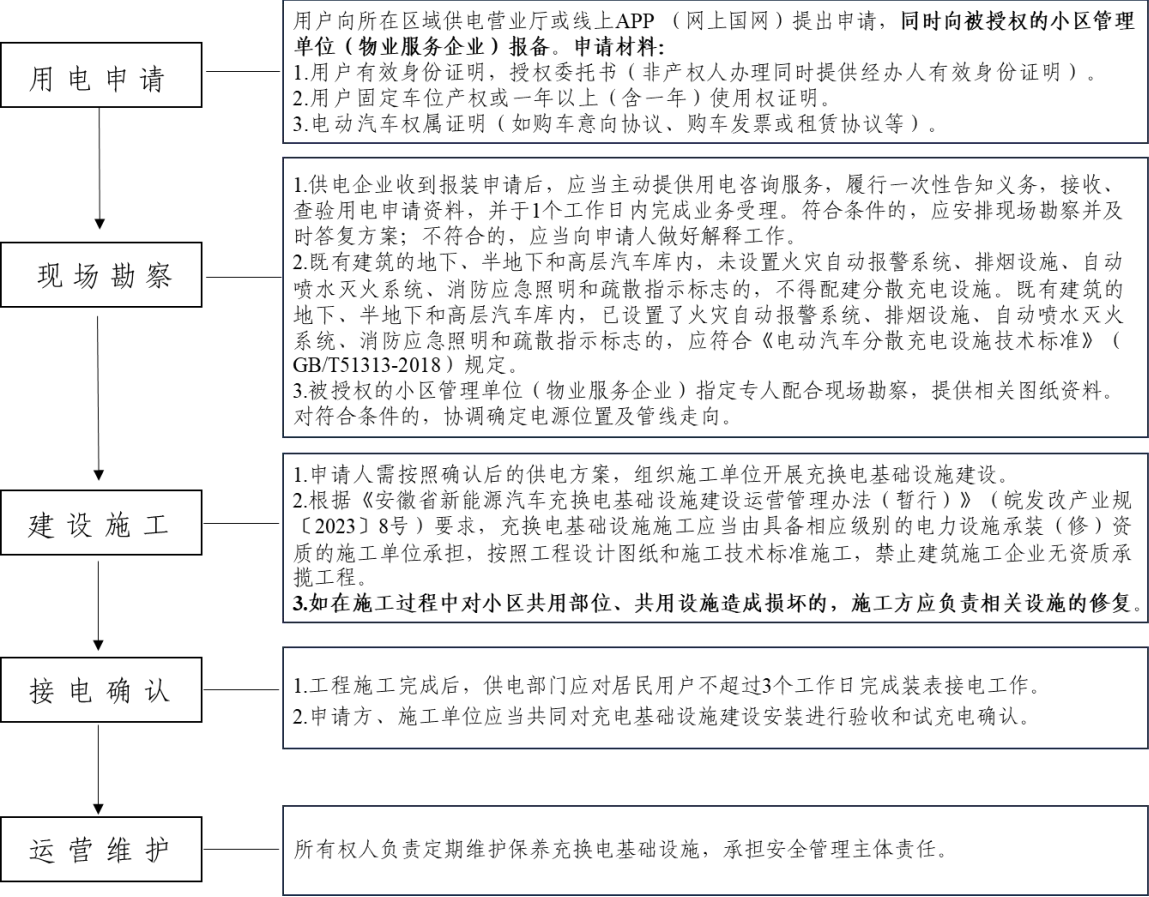 用电申请
用户向所在区域供电营业厅或线上APP （网上国网）提出申请，同时向被授权的小区管理
单位（物业服务企业）报备。申请材料：
1.用户有效身份证明，授权委托书（非产权人办理同时提供经办人有效身份证明）。
2.用户固定车位产权或一年以上（含一年）使用权证明。
3.电动汽车权属证明（如购车意向协议、购车发票或租赁协议等）。
现场勘察
1.供电企业收到报装申请后，应当主动提供用电咨询服务，履行一次性告知义务，接收、
查验用电申请资料，并于1个工作日内完成业务受理。符合条件的，应安排现场勘察并及
时答复方案；不符合的，应当向申请人做好解释工作。
2.既有建筑的地下、半地下和高层汽车库内，未设置火灾自动报警系统、排烟设施、自动
喷水灭火系统、消防应急照明和疏散指示标志的，不得配建分散充电设施。既有建筑的
地下、半地下和高层汽车库内，已设置了火灾自动报警系统、排烟设施、自动喷水灭火
系统、消防应急照明和疏散指示标志的，应符合《电动汽车分散充电设施技术标准》（
GB/T51313-2018）规定。
3.被授权的小区管理单位（物业服务企业）指定专人配合现场勘察，提供相关图纸资料。
对符合条件的，协调确定电源位置及管线走向。
建设施工
1.申请人需按照确认后的供电方案，组织施工单位开展充换电基础设施建设。
2.根据《安徽省新能源汽车充换电基础设施建设运营管理办法（暂行）》（皖发改产业规
〔2023〕8号）要求，充换电基础设施施工应当由具备相应级别的电力设施承装（修）资
质的施工单位承担，按照工程设计图纸和施工技术标准施工，禁止建筑施工企业无资质承
揽工程。
3.如在施工过程中对小区共用部位、共用设施造成损坏的，施工方应负责相关设施的修复。
接电确认
1.工程施工完成后，供电部门应对居民用户不超过3个工作日完成装表接电工作。
2.申请方、施工单位应当共同对充电基础设施建设安装进行验收和试充电确认。
运营维护
所有权人负责定期维护保养充换电基础设施，承担安全管理主体责任。